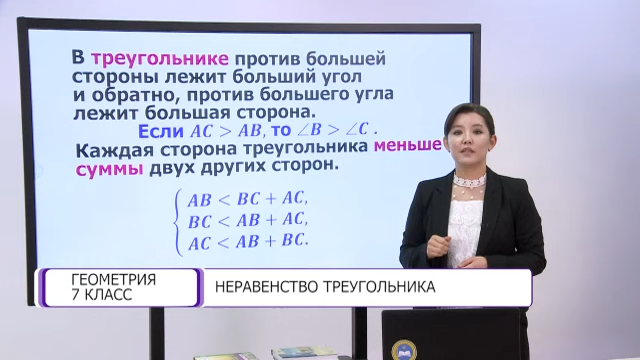 В треугольнике против большей
стороны лежит больший угол
и обратно, против большего угла
лежит большая сторона.
Если AC > AB, то ∠B > ∠C .
Каждая сторона треугольника меньше
суммы двух других сторон.
AB < BC + AC,
BC < AB + AC,
AC < AB + BC.
ГЕОМЕТРИЯ
7 КЛАСС
НЕРАВЕНСТВО ТРЕУГОЛЬНИКА